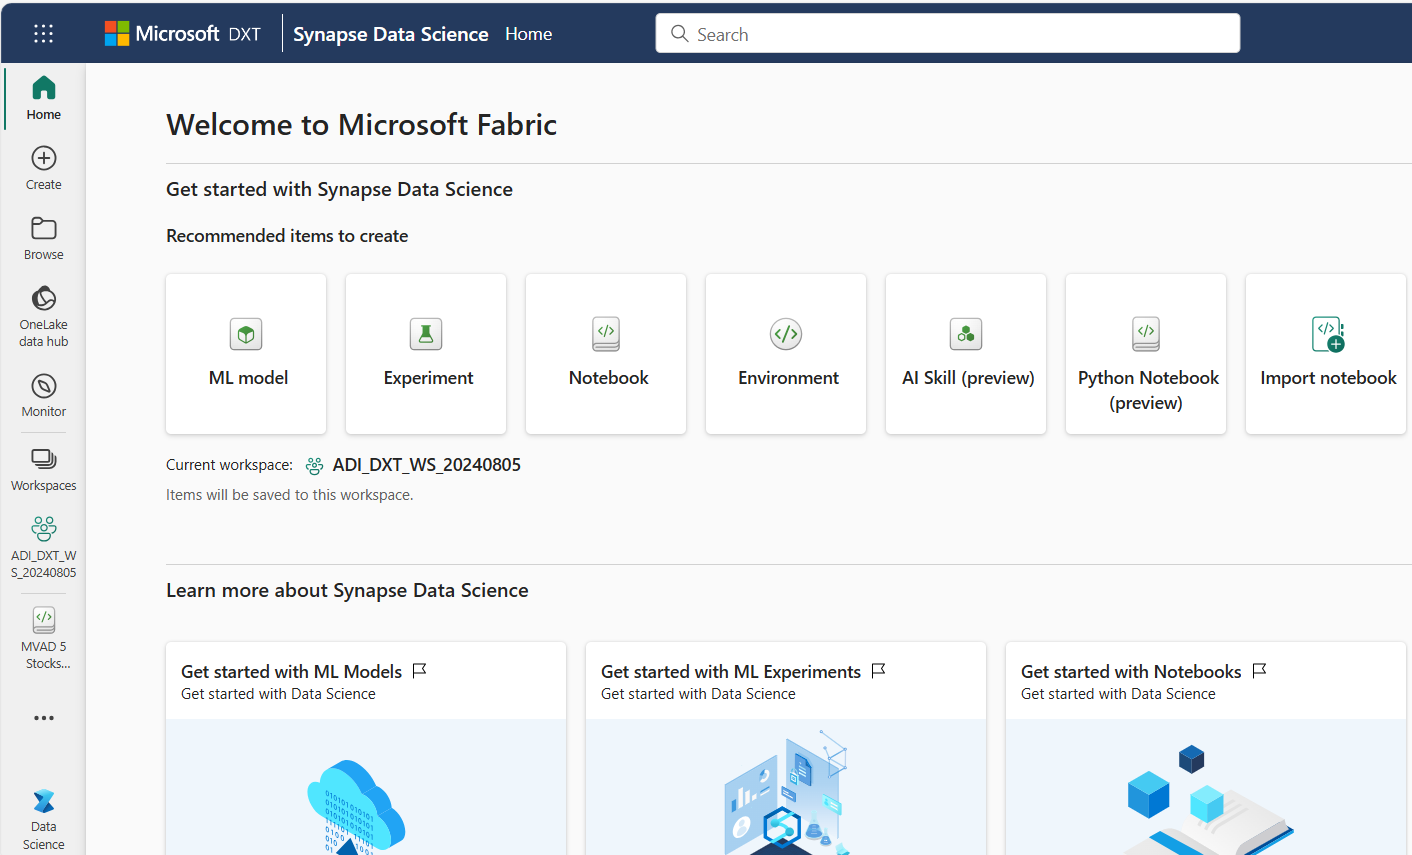 Microsoft DXT Synapse Data Science Home Search
Home
Create
Browse
OneLake
data hub
Monitor
Workspaces
ADI_DXT_W
S_20240805
MVAD 5
Stocks...
Data
Science
Welcome to Microsoft Fabric
Get started with Synapse Data Science
Recommended items to create
ML model
Experiment
Notebook
Environment
AI Skill (preview)
Python Notebook
(preview)
Import notebook
Current workspace: ADI_DXT_WS_20240805
Items will be saved to this workspace.
Learn more about Synapse Data Science
Get started with ML Models
Get started with Data Science
Get started with ML Experiments
Get started with Data Science
Get started with Notebooks
Get started with Data Science